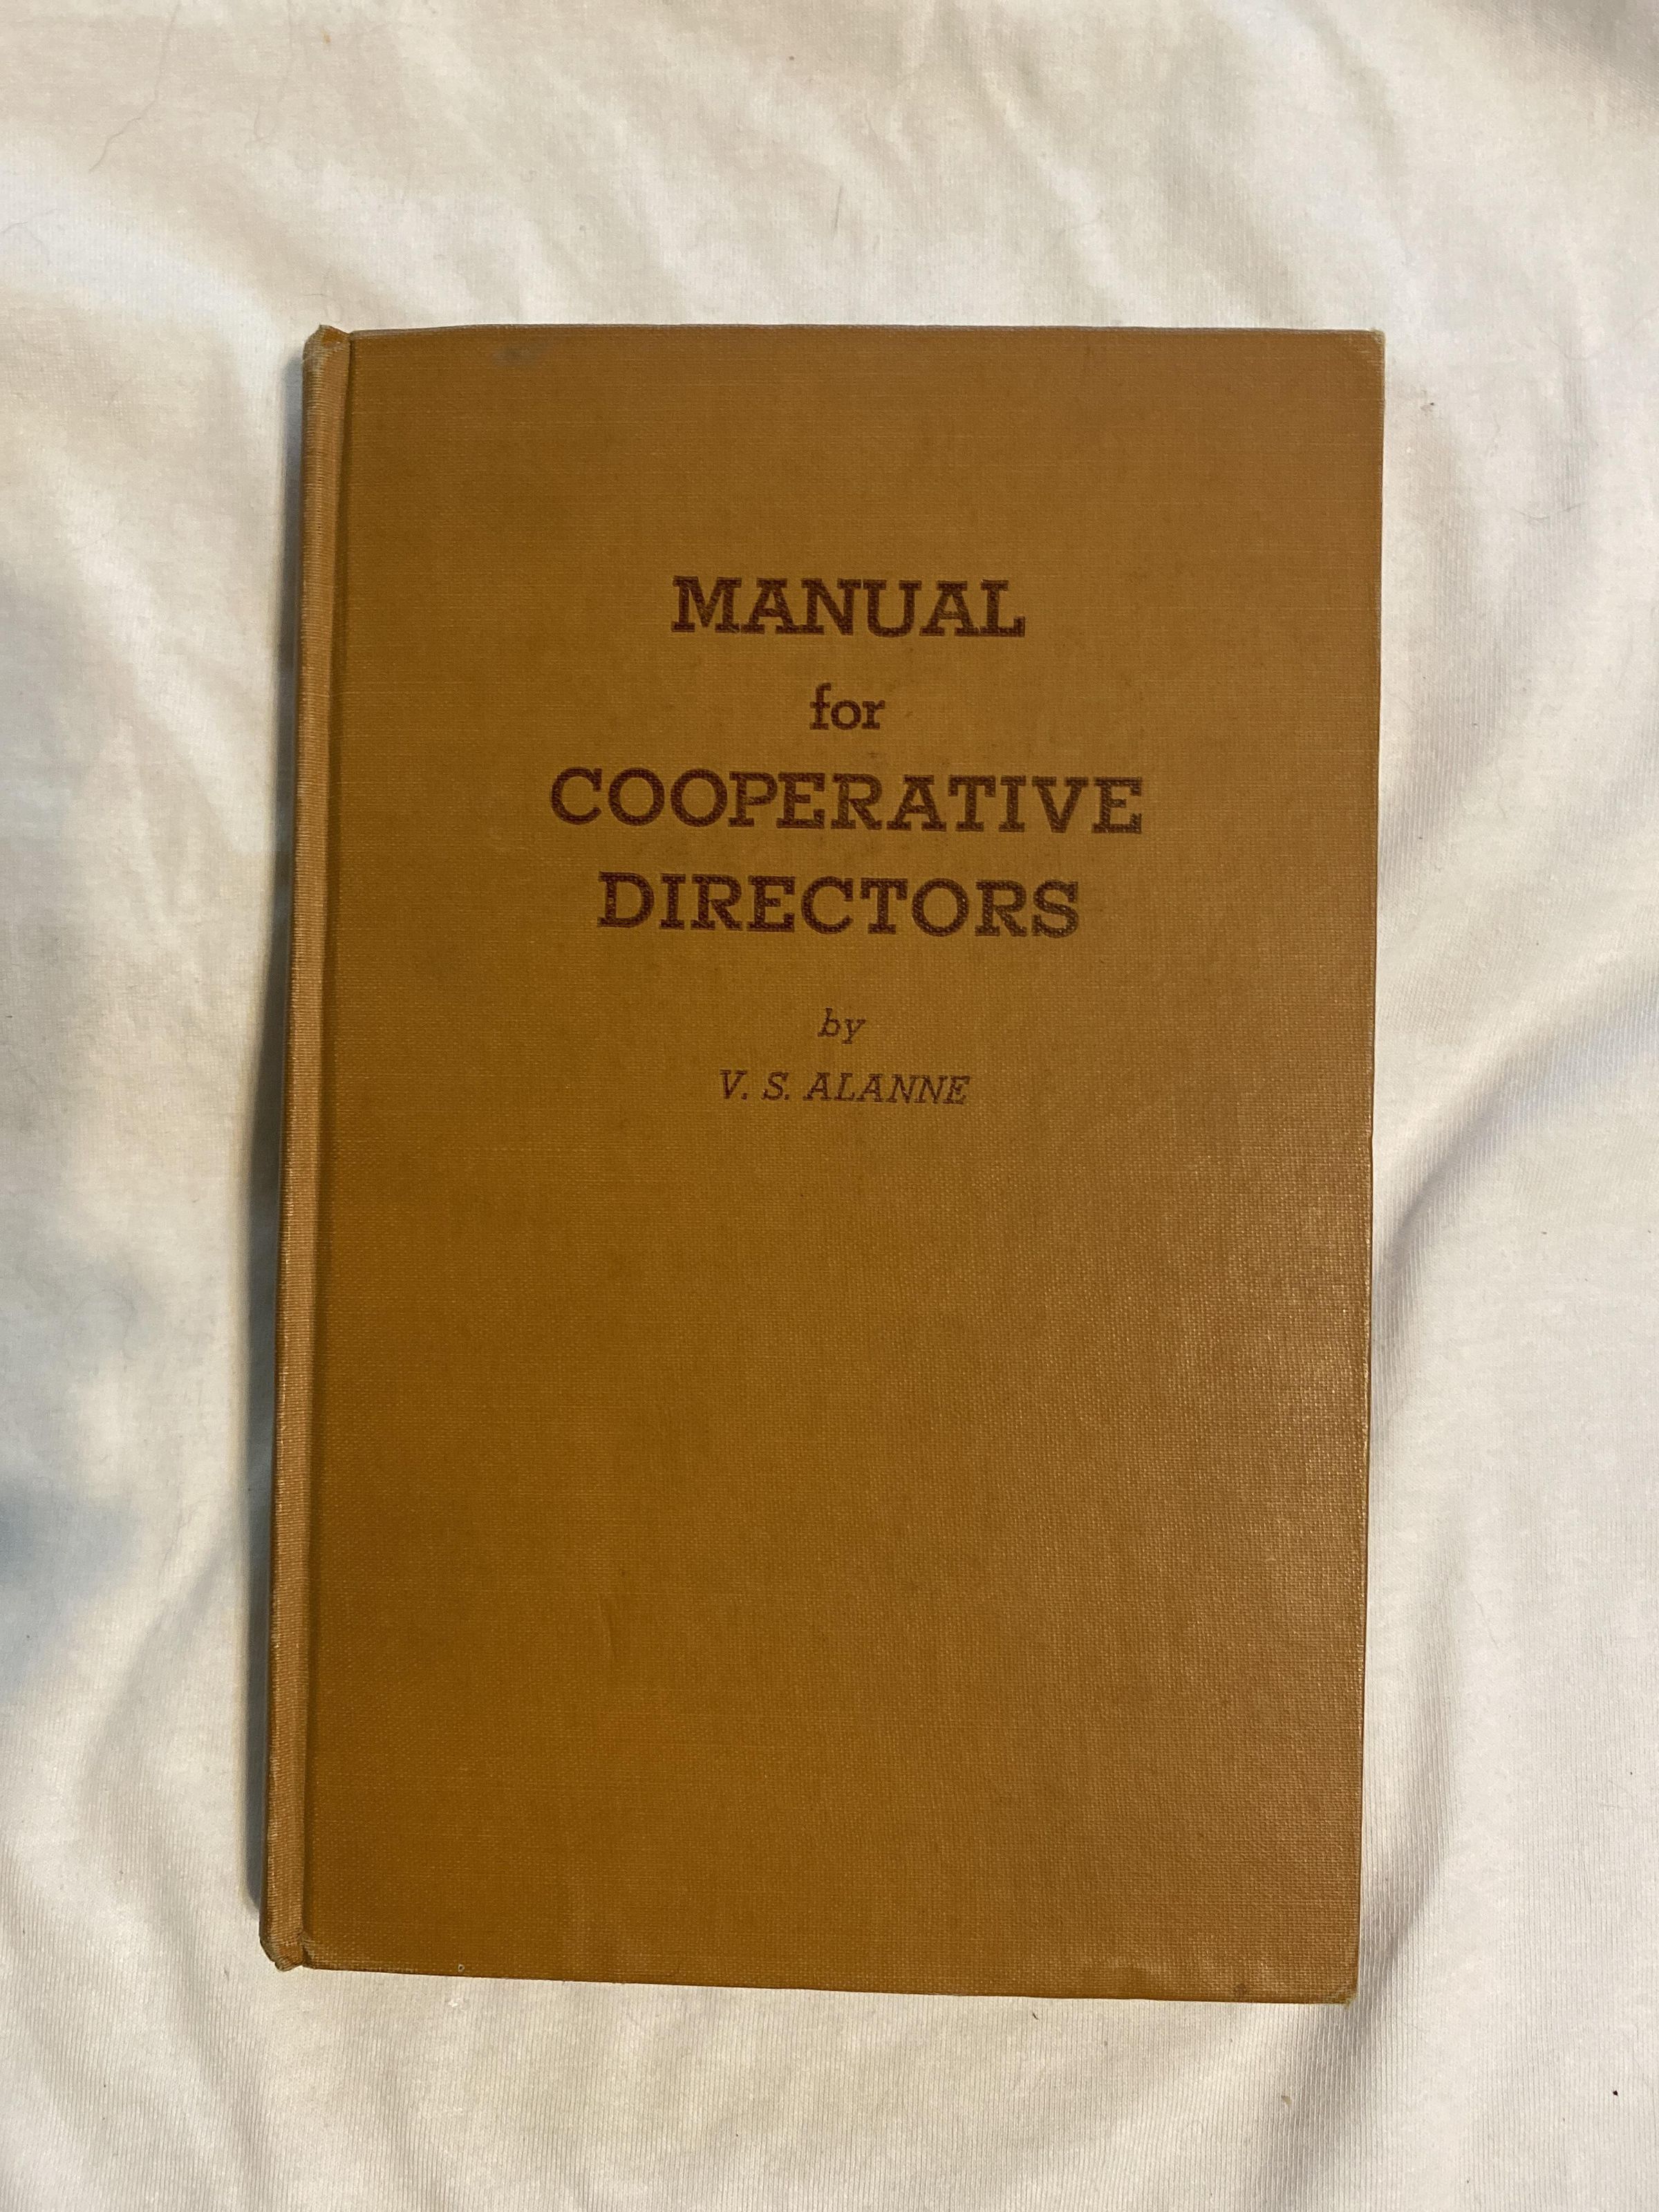 MANUAL
for
COOPERATIVE
DIRECTORS
by
V. S. ALANNE